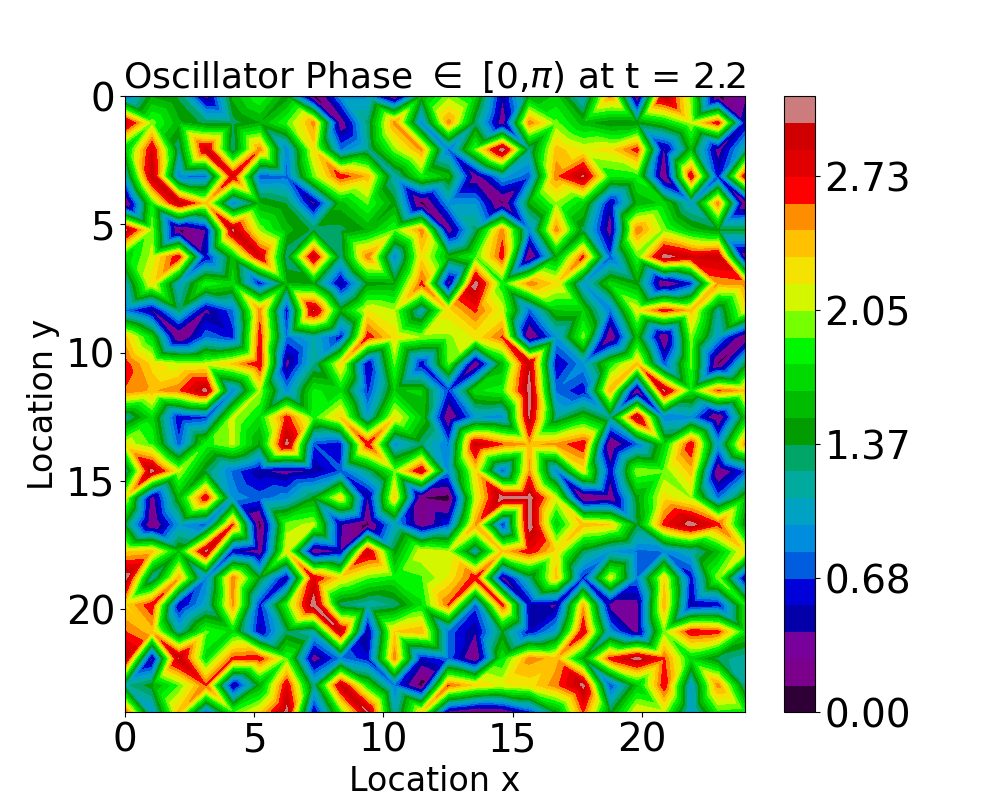 Oscillator Phase ∈ [0,π) at t = 2.2
0
5
10
15
20
Location y
0 5 10 15 20
Location x
2.73
2.05
1.37
0.68
0.00